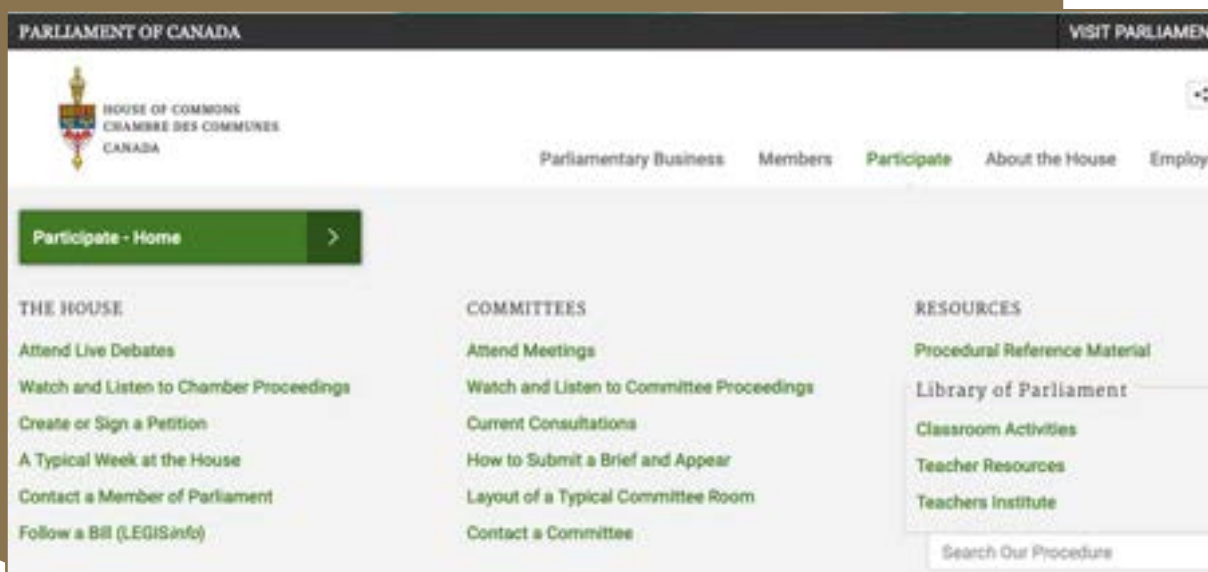 PARLIAMENT OF CANADA
VISIT PARLIAMEN
HOUSE OF COMMONS
CHAMBRE DES COMMUNES
CANADA
Parliamentary Business Members Participate About the House Employ
Participate - Home
THE HOUSE
Attend Live Debates
Watch and Listen to Chamber Proceedings
Create or Sign a Petition
A Typical Week at the House
Contact a Member of Parliament
Follow a Bill (LEGISinfo)
COMMITTEES
Attend Meetings
Watch and Listen to Committee Proceedings
Current Consultations
How to Submit a Brief and Appear
Layout of a Typical Committee Room
Contact a Committee
RESOURCES
Procedural Reference Material
Library of Parliament
Classroom Activities
Teacher Resources
Teachers Institute
Search Our Procedure